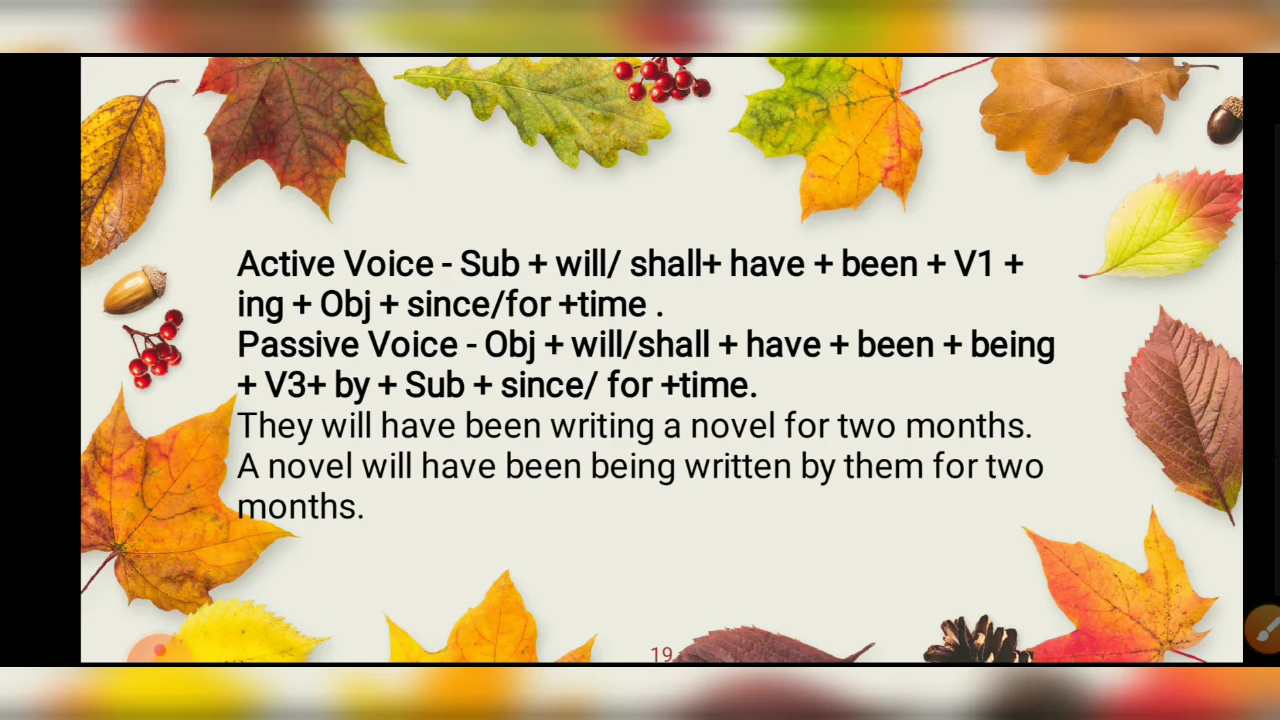 Active Voice - Sub + will/ shall+ have + been + V1 +
ing + Obj + since/for +time .
Passive Voice - Obj + will/shall + have + been + being
+ V3+ by + Sub + since/ for +time.
They will have been writing a novel for two months.
A novel will have been being written by them for two
months.
19